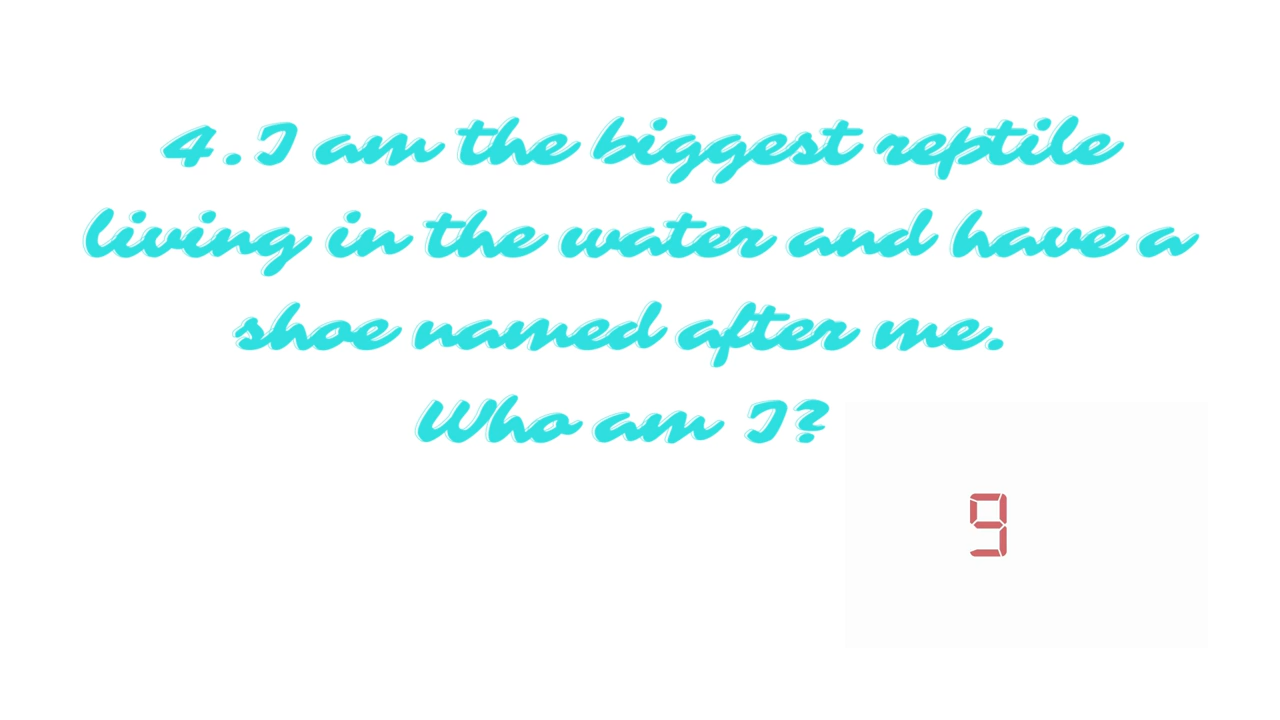 4.I am the biggest reptile
living in the water and have a
shoe named after me.
Who am I?
9